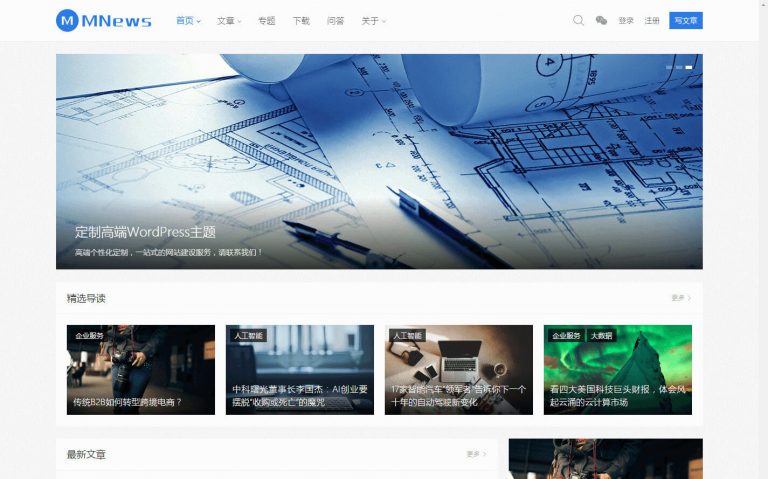 M MNews
首页 文章 专题 下载 问答 关于
登录 注册 写文章
1895
定制高端WordPress主题
高端个性化定制，一站式的网站建设服务，请联系我们！
精选导读
更多
企业服务
传统B2B如何转型跨境电商？
人工智能
中科曙光董事长李国杰：AI创业要
摆脱“收购或死亡”的魔咒
人工智能
17家智能汽车“领军者”告诉你下一个
十年的自动驾驶新变化
企业服务 大数据
看四大美国科技巨头财报，体会风
起云涌的云计算市场
最新文章
更多